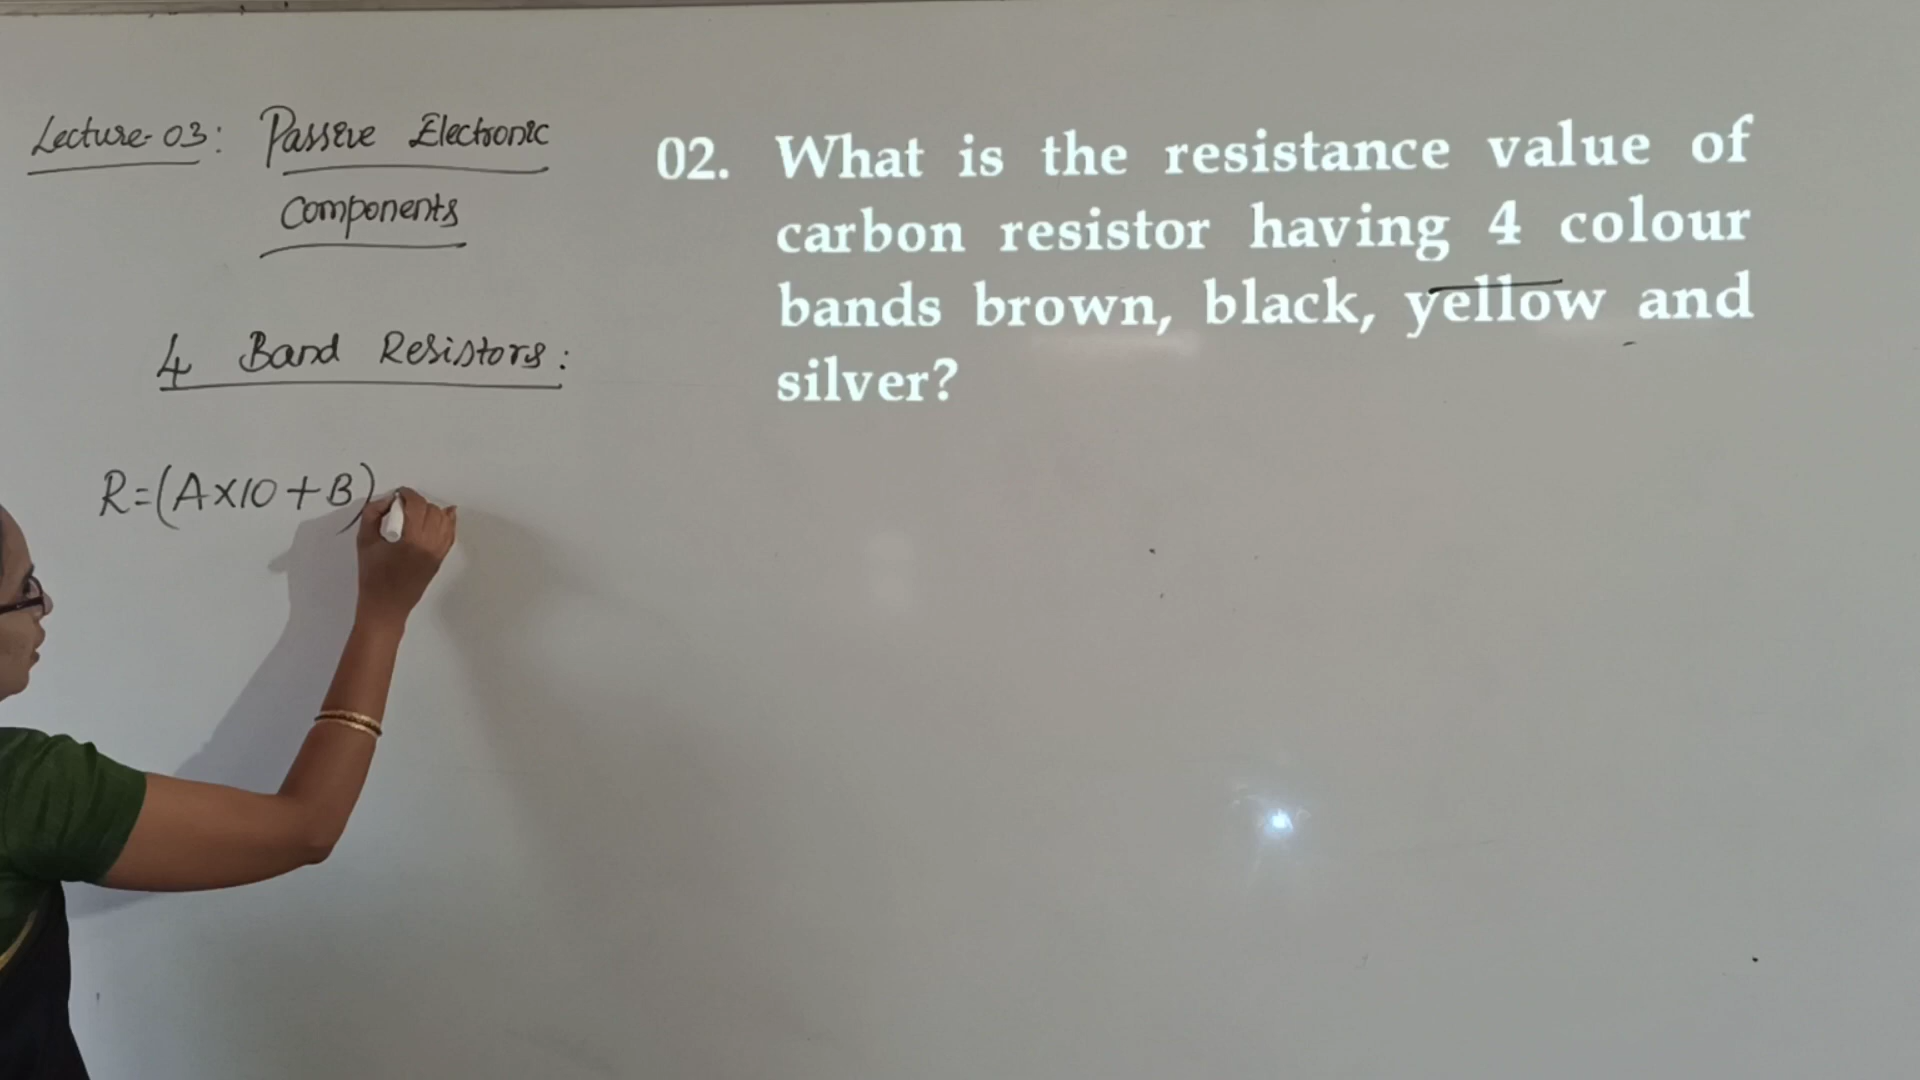 Lecture-03: Passive Electronic
Components
4 Band Resistors:
R=(A×10+B)
02. What is the resistance value of
carbon resistor having 4 colour
bands brown, black, yellow and
silver?